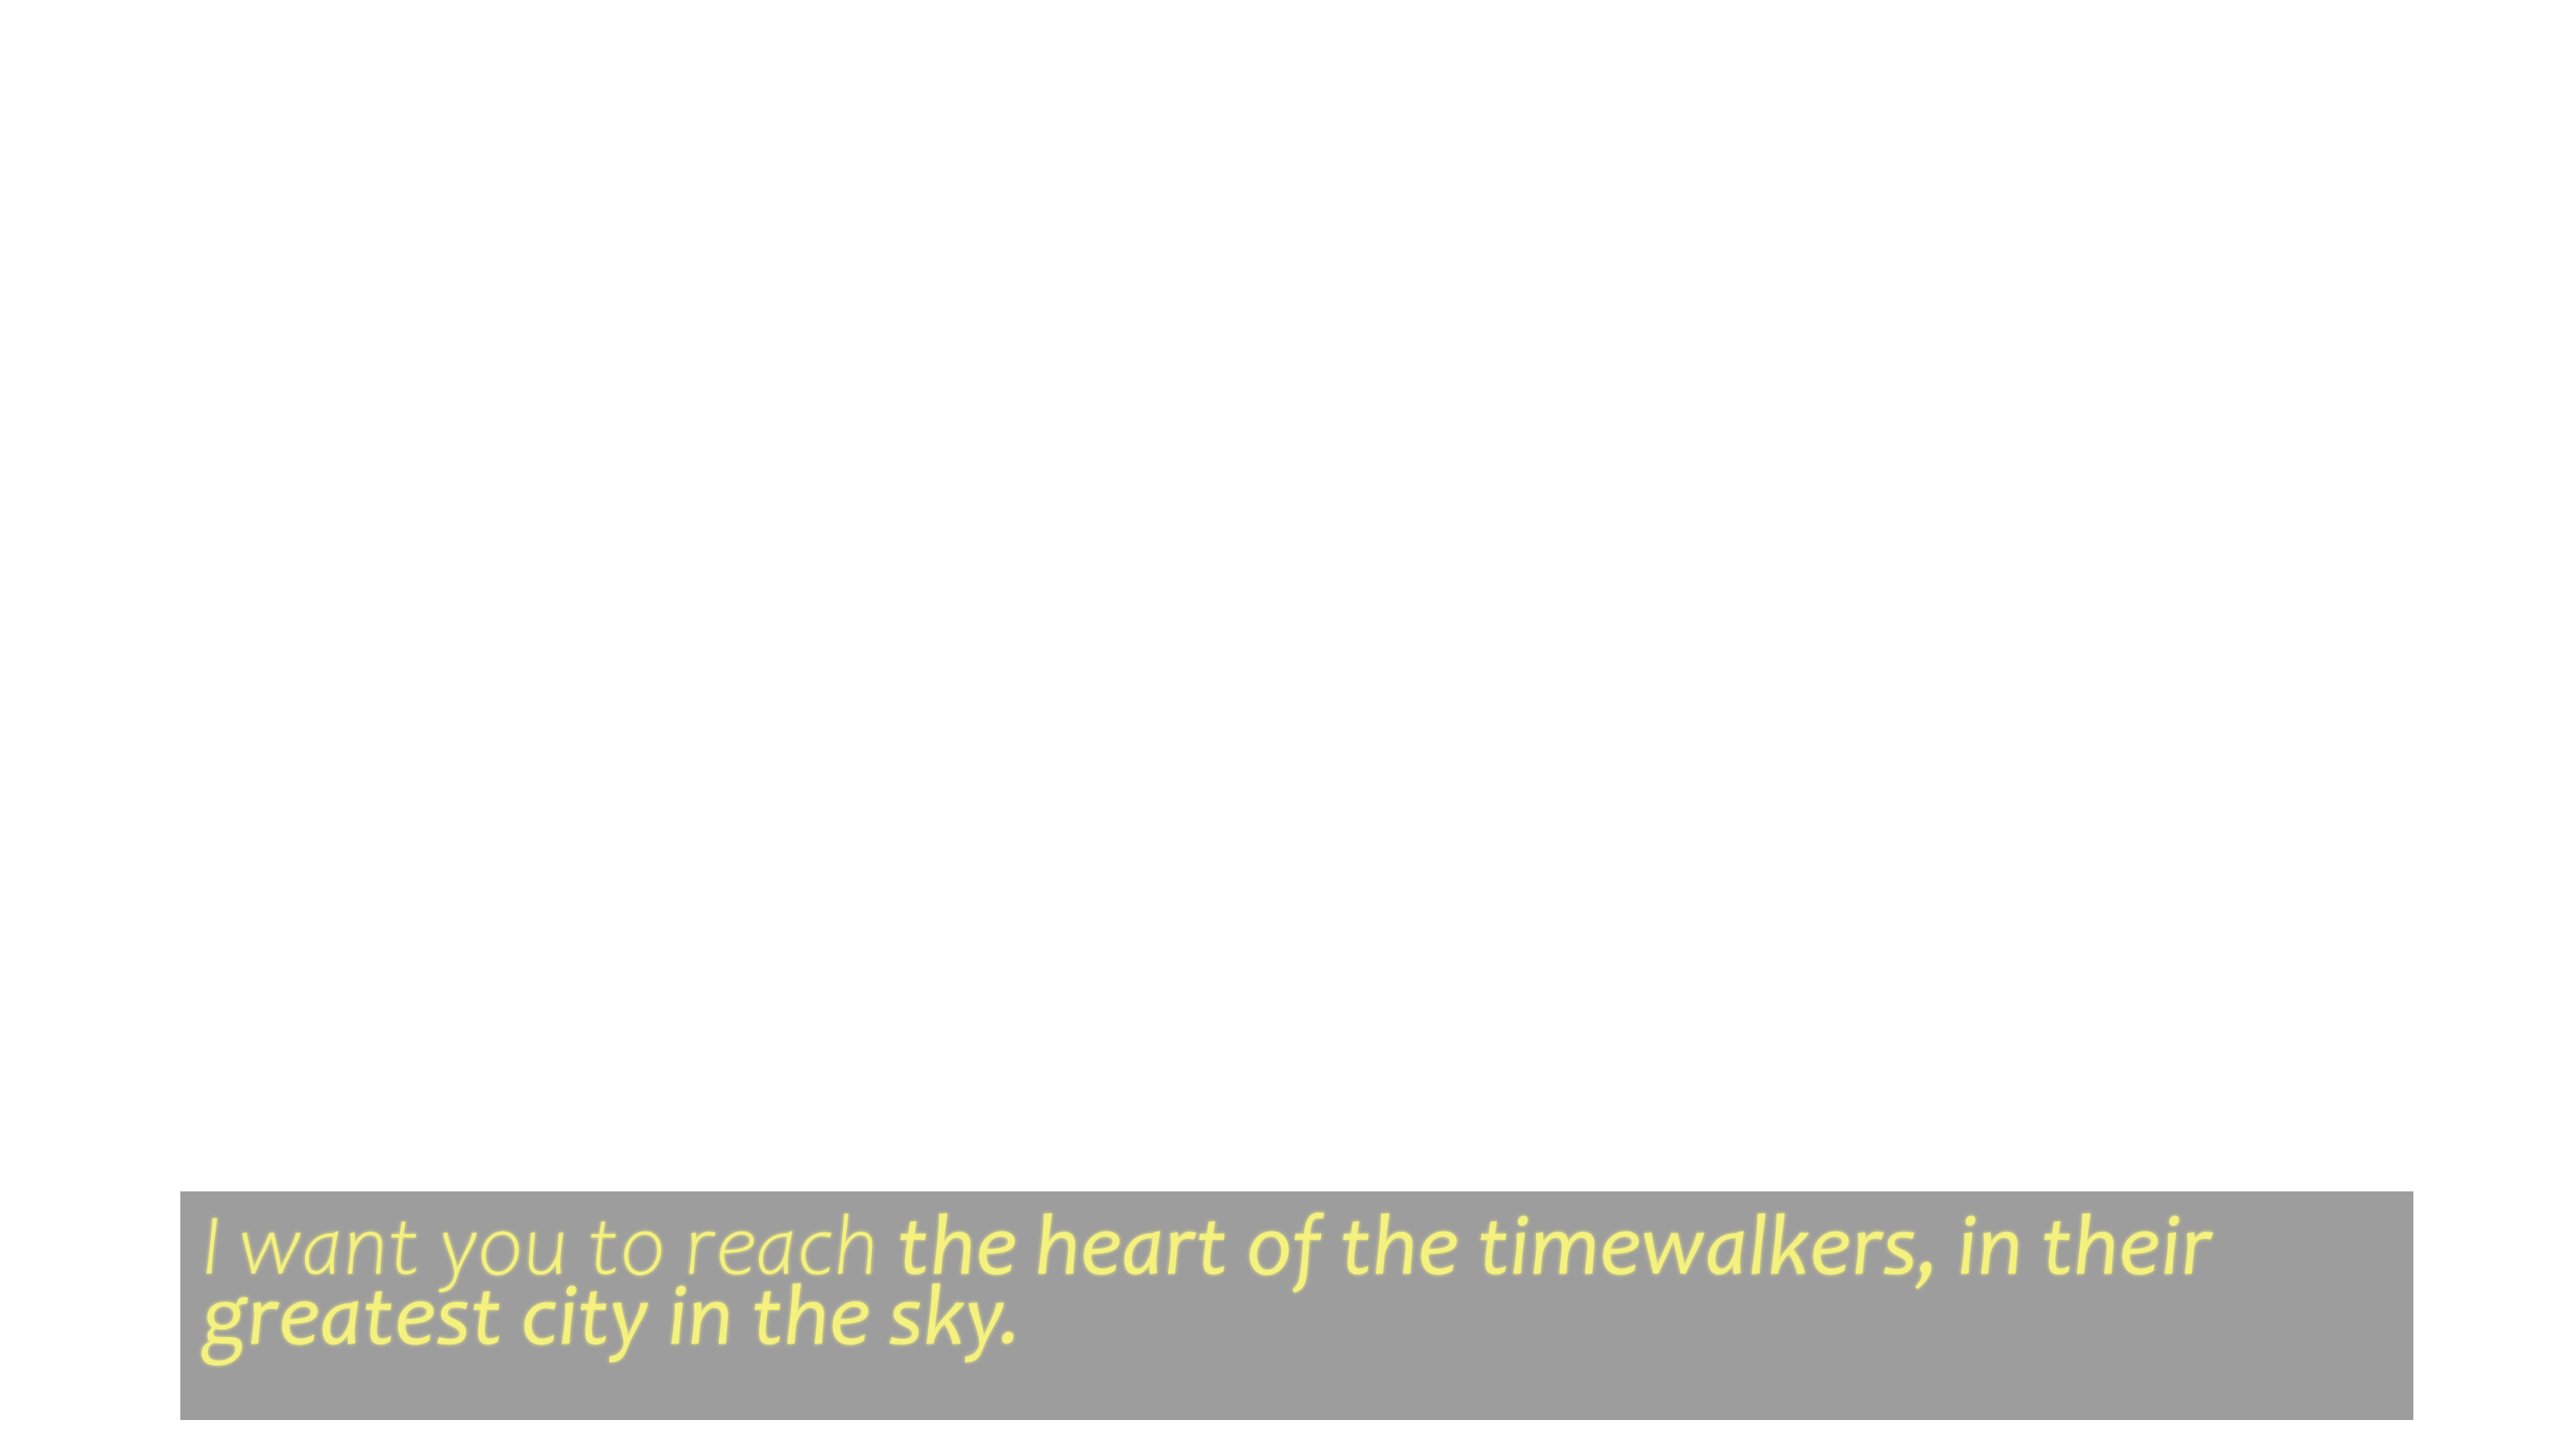 I want you to reach the heart of the timewalkers, in their
greatest city in the sky.